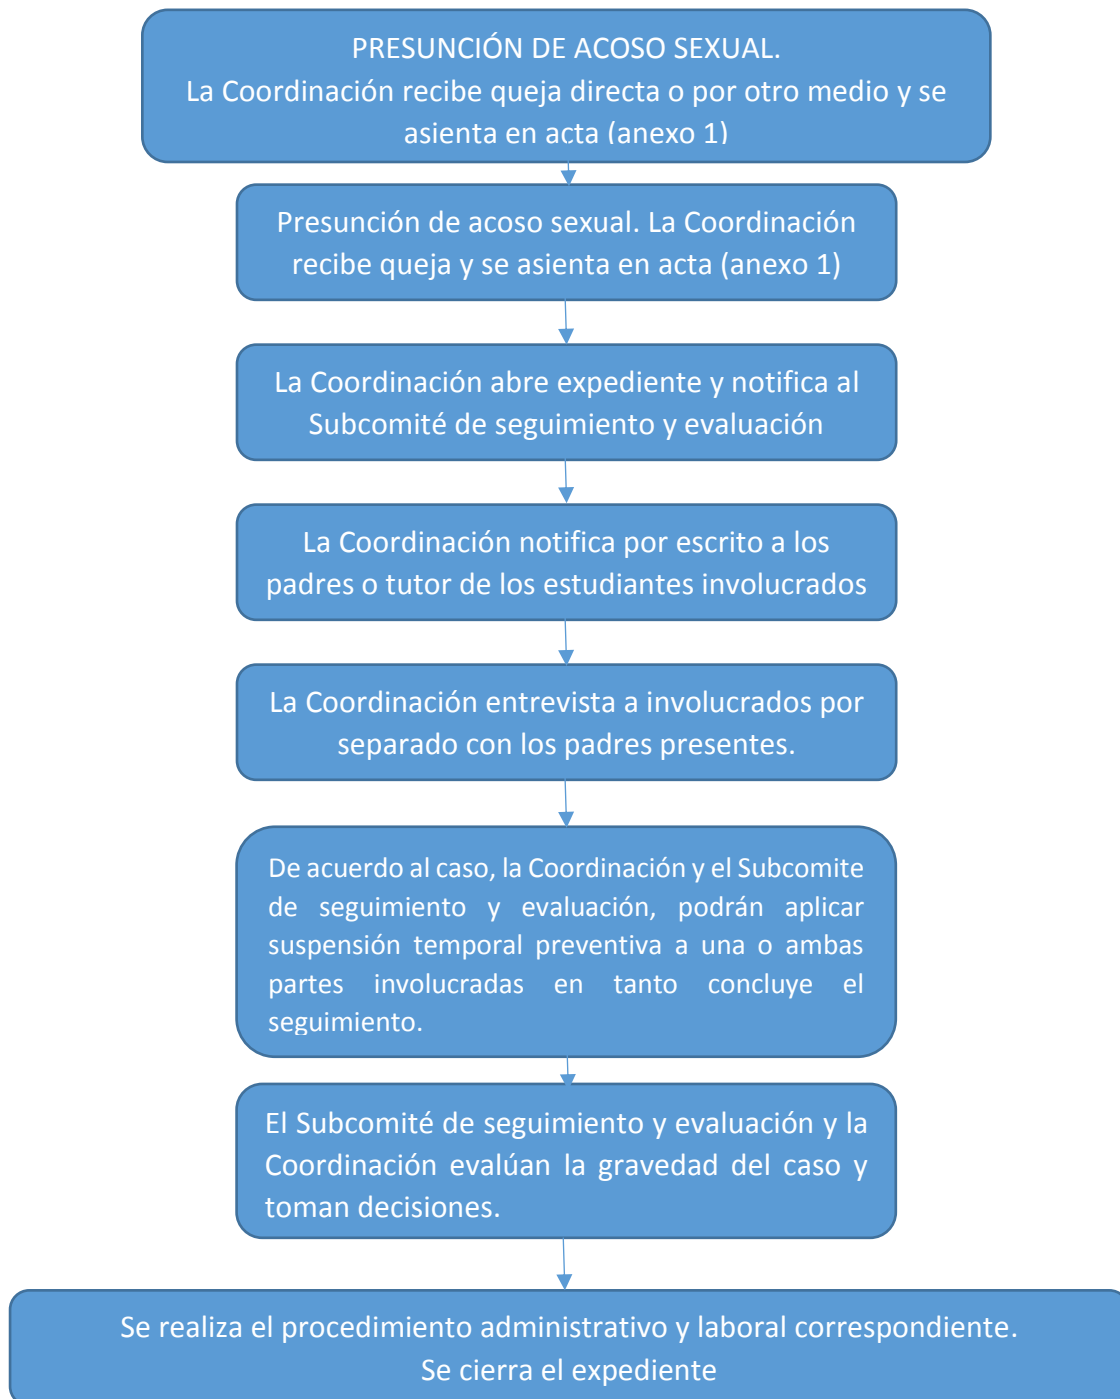 PRESUNCIÓN DE ACOSO SEXUAL.
La Coordinación recibe queja directa o por otro medio y se
asienta en acta (anexo 1)
Presunción de acoso sexual. La Coordinación
recibe queja y se asienta en acta (anexo 1)
La Coordinación abre expediente y notifica al
Subcomité de seguimiento y evaluación
La Coordinación notifica por escrito a los
padres o tutor de los estudiantes involucrados
La Coordinación entrevista a involucrados por
separado con los padres presentes.
De acuerdo al caso, la Coordinación y el Subcomite
de seguimiento y evaluación, podrán aplicar
suspensión temporal preventiva a una o ambas
partes involucradas en tanto concluye el
seguimiento.
El Subcomité de seguimiento y evaluación y la
Coordinación evalúan la gravedad del caso y
toman decisiones.
Se realiza el procedimiento administrativo y laboral correspondiente.
Se cierra el expediente